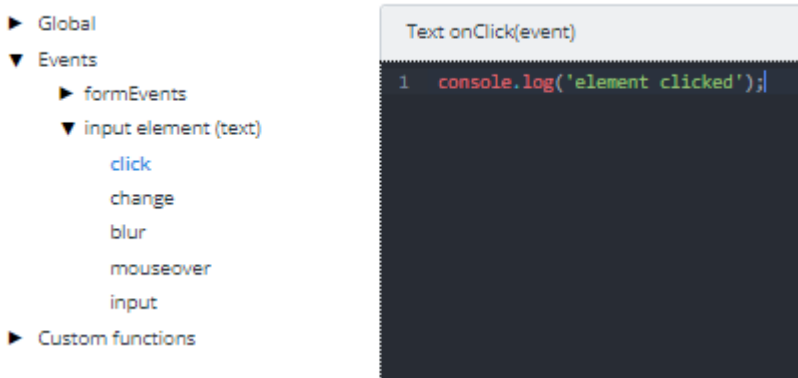 Global
Events
formEvents
input element (text)
click
change
blur
mouseover
input
Custom functions
Text onClick(event)
1 console.log('element clicked');